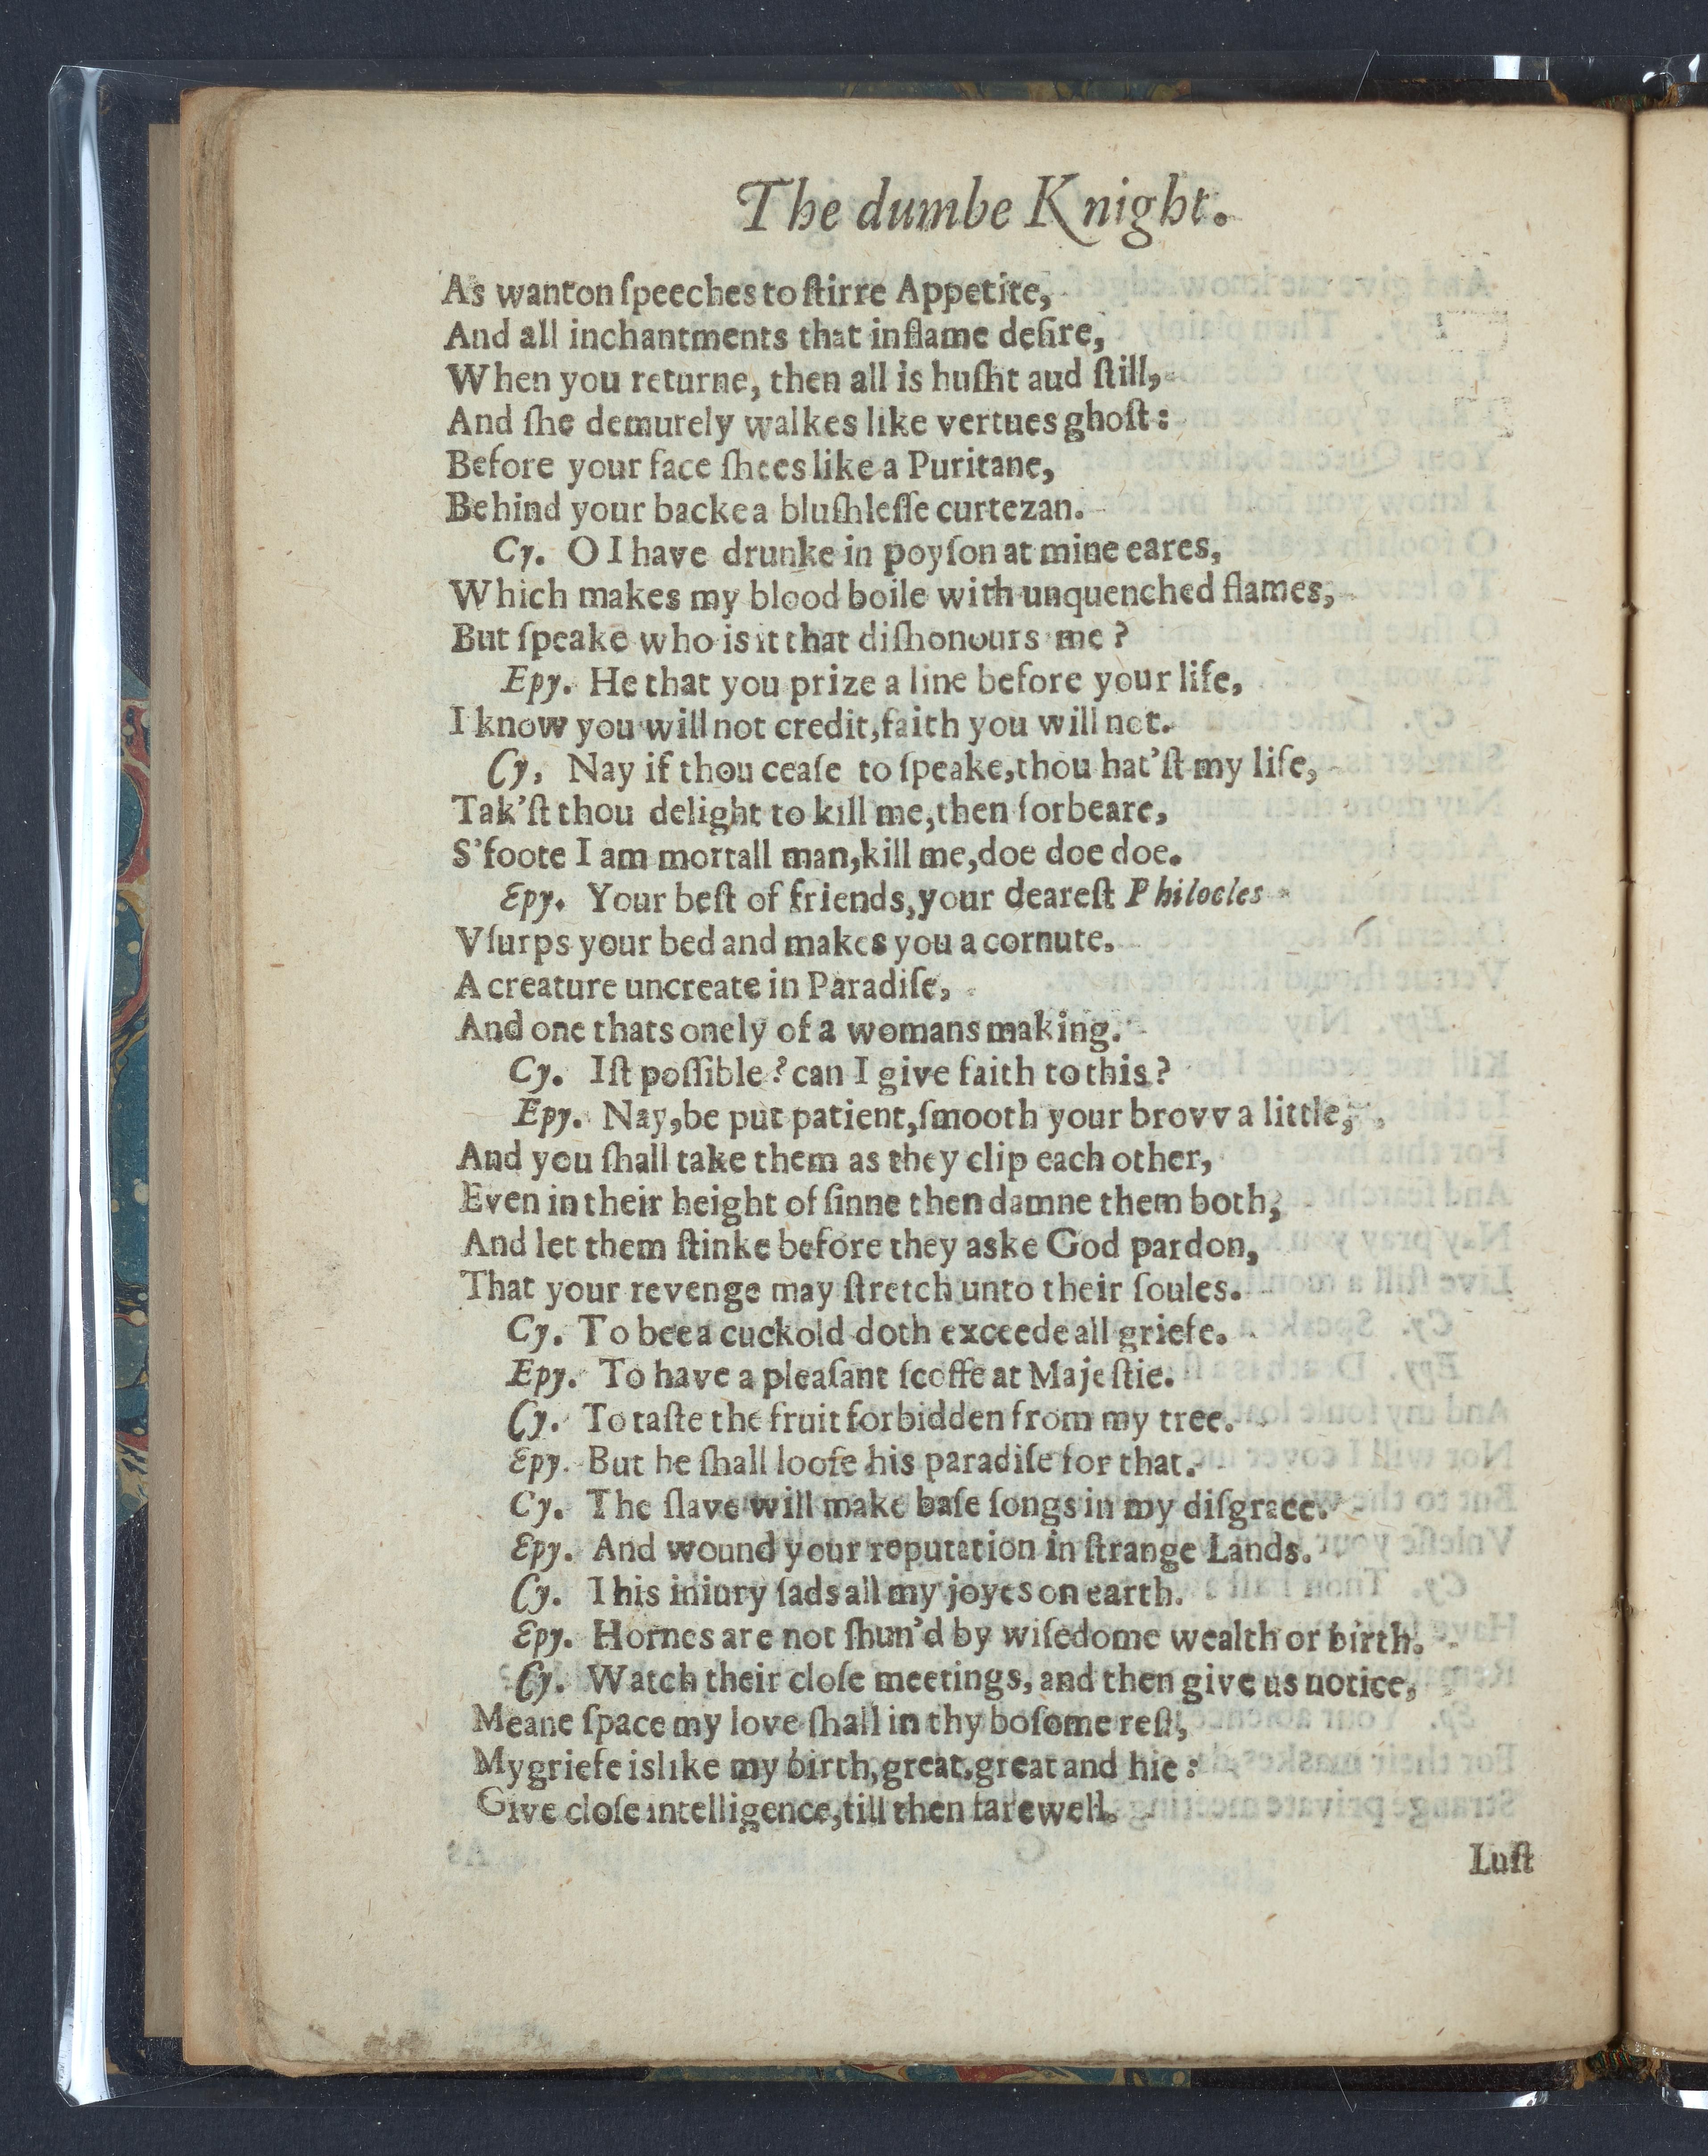 The dumbe Knight.
As wanton ſpeeches to ſtirre Appetite,
And all inchantments that inflame deſire,
When you returne, then all is huſht aud ſtill,
And ſhe demurely walkes like vertues ghoſt:
Before your face ſhees like a Puritane,
Behind your backe a bluſhleſſe curtezan.
Cy. O I have drunke in poyſon at mine eares,
Which makes my blood boile with unquenched flames,
But ſpeake who is it that diſhonours me?
Epy. He that you prize a line before your life,
I know you will not credit, faith you will not.
Cy, Nay if thou ceaſe to ſpeake, thou hat'ſt my life,
Tak'ſt thou delight to kill me, then forbeare,
S'foote I am mortall man, kill me, doe doe doe.
Epy. Your beſt of friends, your deareſt Philocles
Vſurps your bed and makes you a cornute.
A creature uncreate in Paradiſe,
And one thats onely of a womans making.
Cy. Iſt poſſible? can I give faith to this?
Epy. Nay, be put patient, ſmooth your brovv a little,
And you ſhall take them as they clip each other,
Even in their height of ſinne then damne them both,
And let them ſtinke before they aske God pardon,
That your revenge may ſtretch unto their ſoules.
Cy. To bee a cuckold doth exceede all griefe.
Epy. To have a pleaſant ſcoffe at Majeſtie.
Cy. To taſte the fruit forbidden from my tree.
Epy. But he ſhall looſe his paradiſe for that.
Cy. The ſlave will make baſe ſongs in my diſgrace.
Epy. And wound your reputation in ſtrange Lands.
Cy. This iniury ſads all my joyes on earth.
Epy. Hornes are not ſhun'd by wiſedome wealth or birth.
Cy. Watch their cloſe meetings, and then give us notice,
Meane ſpace my love ſhall in thy boſome reſt,
My griefe is like my birth, great, great and hie:
Give cloſe intelligence, till then farewell.
Luſt